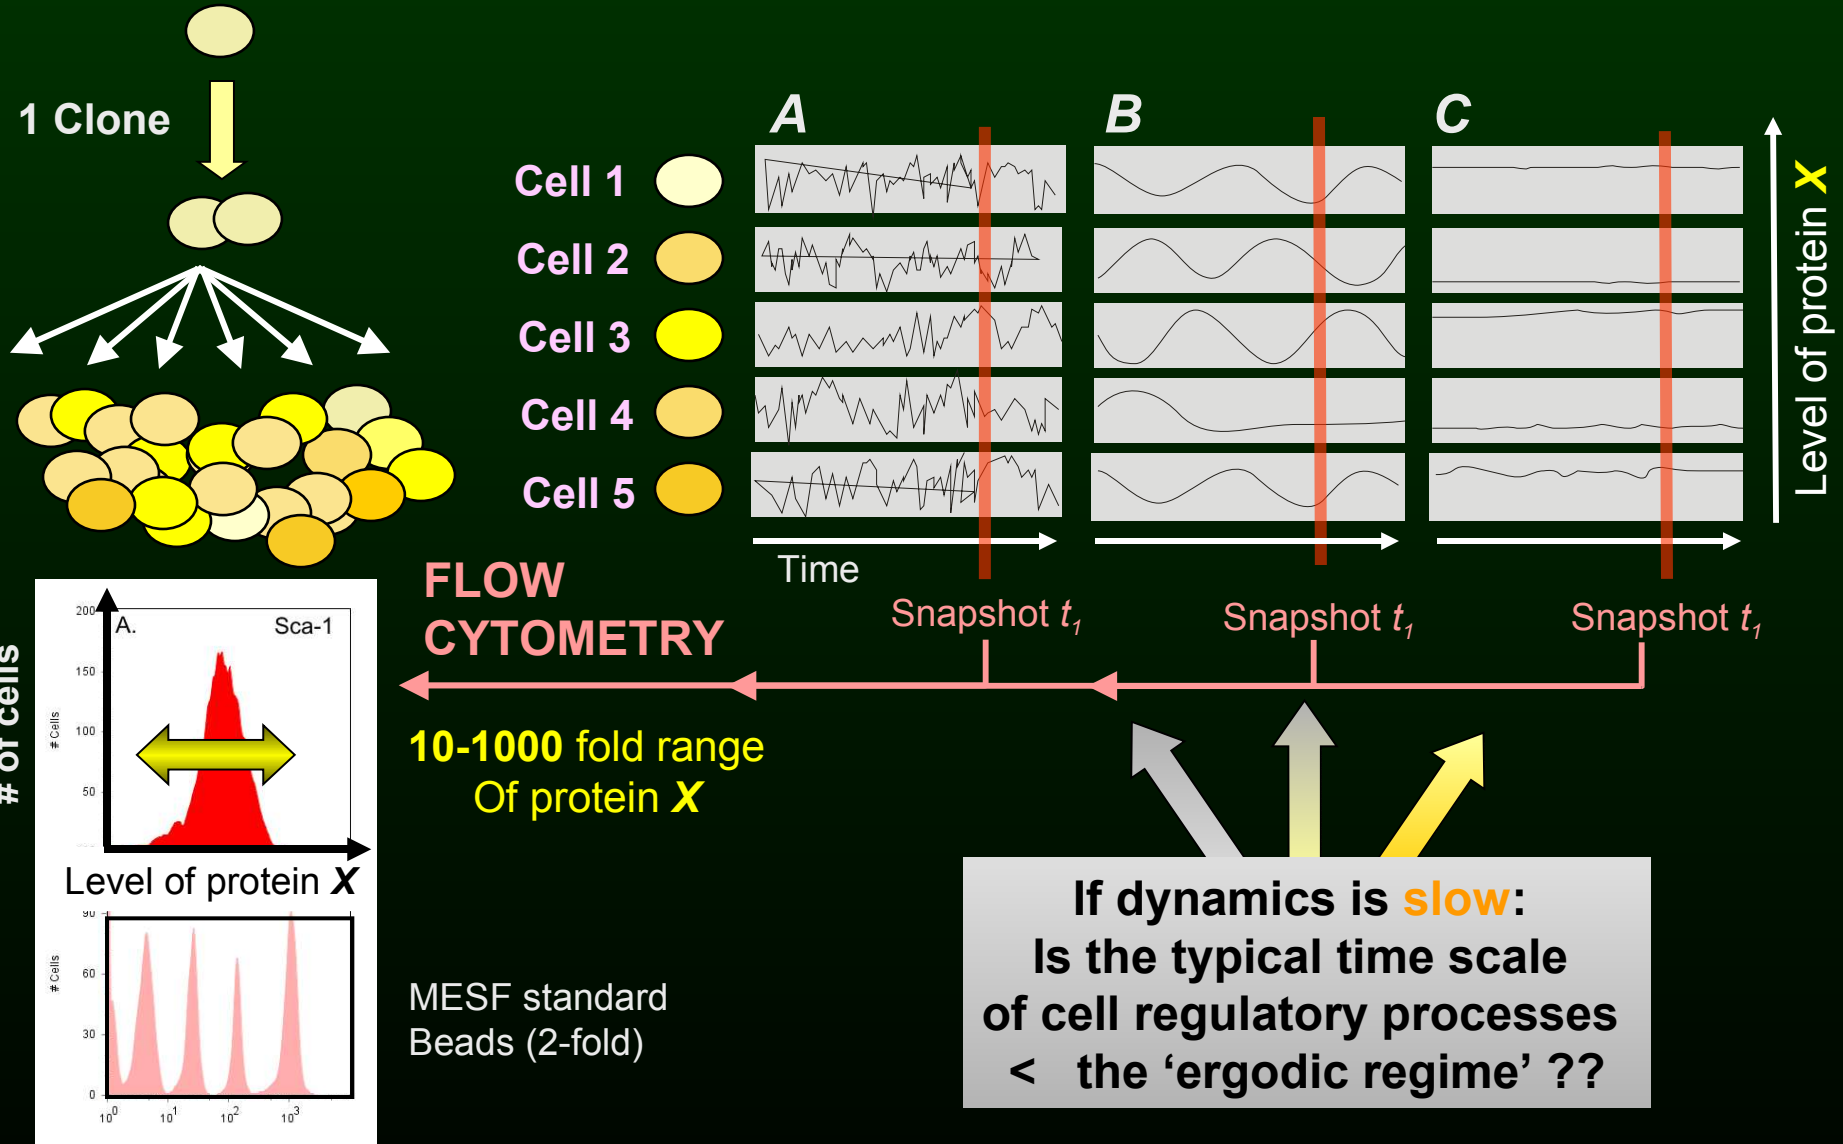 1 Clone
A
B
C
Cell 1
Cell 2
Cell 3
Cell 4
Cell 5
Level of protein X
Time
Snapshot t1
Snapshot t1
Snapshot t1
FLOW
CYTOMETRY
10-1000 fold range
Of protein X
# of cells
A.
Sca-1
200
150
100
50
# Cells
Level of protein X
90
60
30
0
# Cells
10^0
10^1
10^2
10^3
MESF standard
Beads (2-fold)
If dynamics is slow:
Is the typical time scale
of cell regulatory processes
< the ‘ergodic regime’ ??